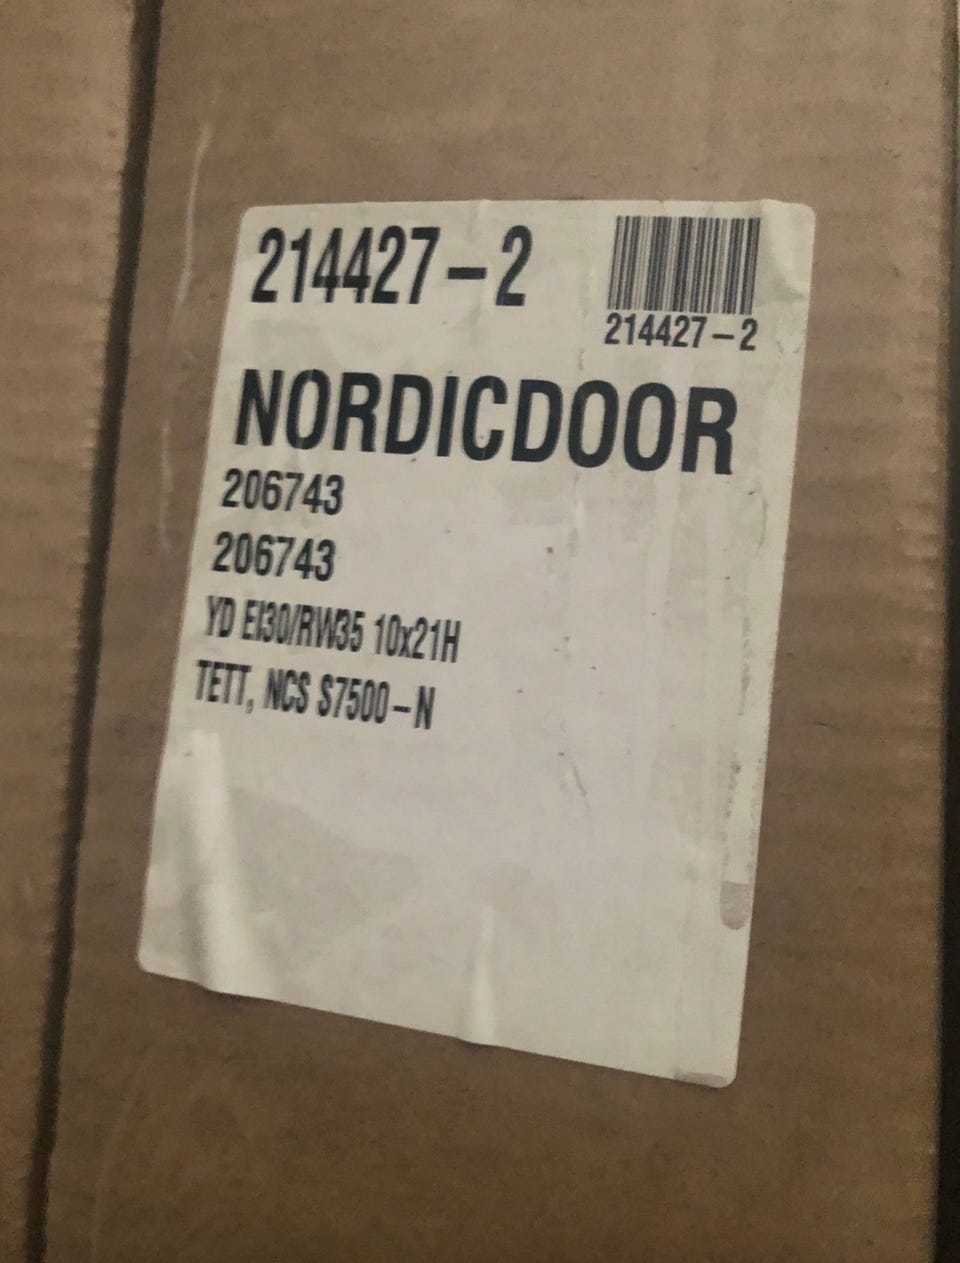 214427-2
214427-2
NORDICDOOR
206743
206743
YD EI30/RW35 10x21H
TETT, NCS S7500-N